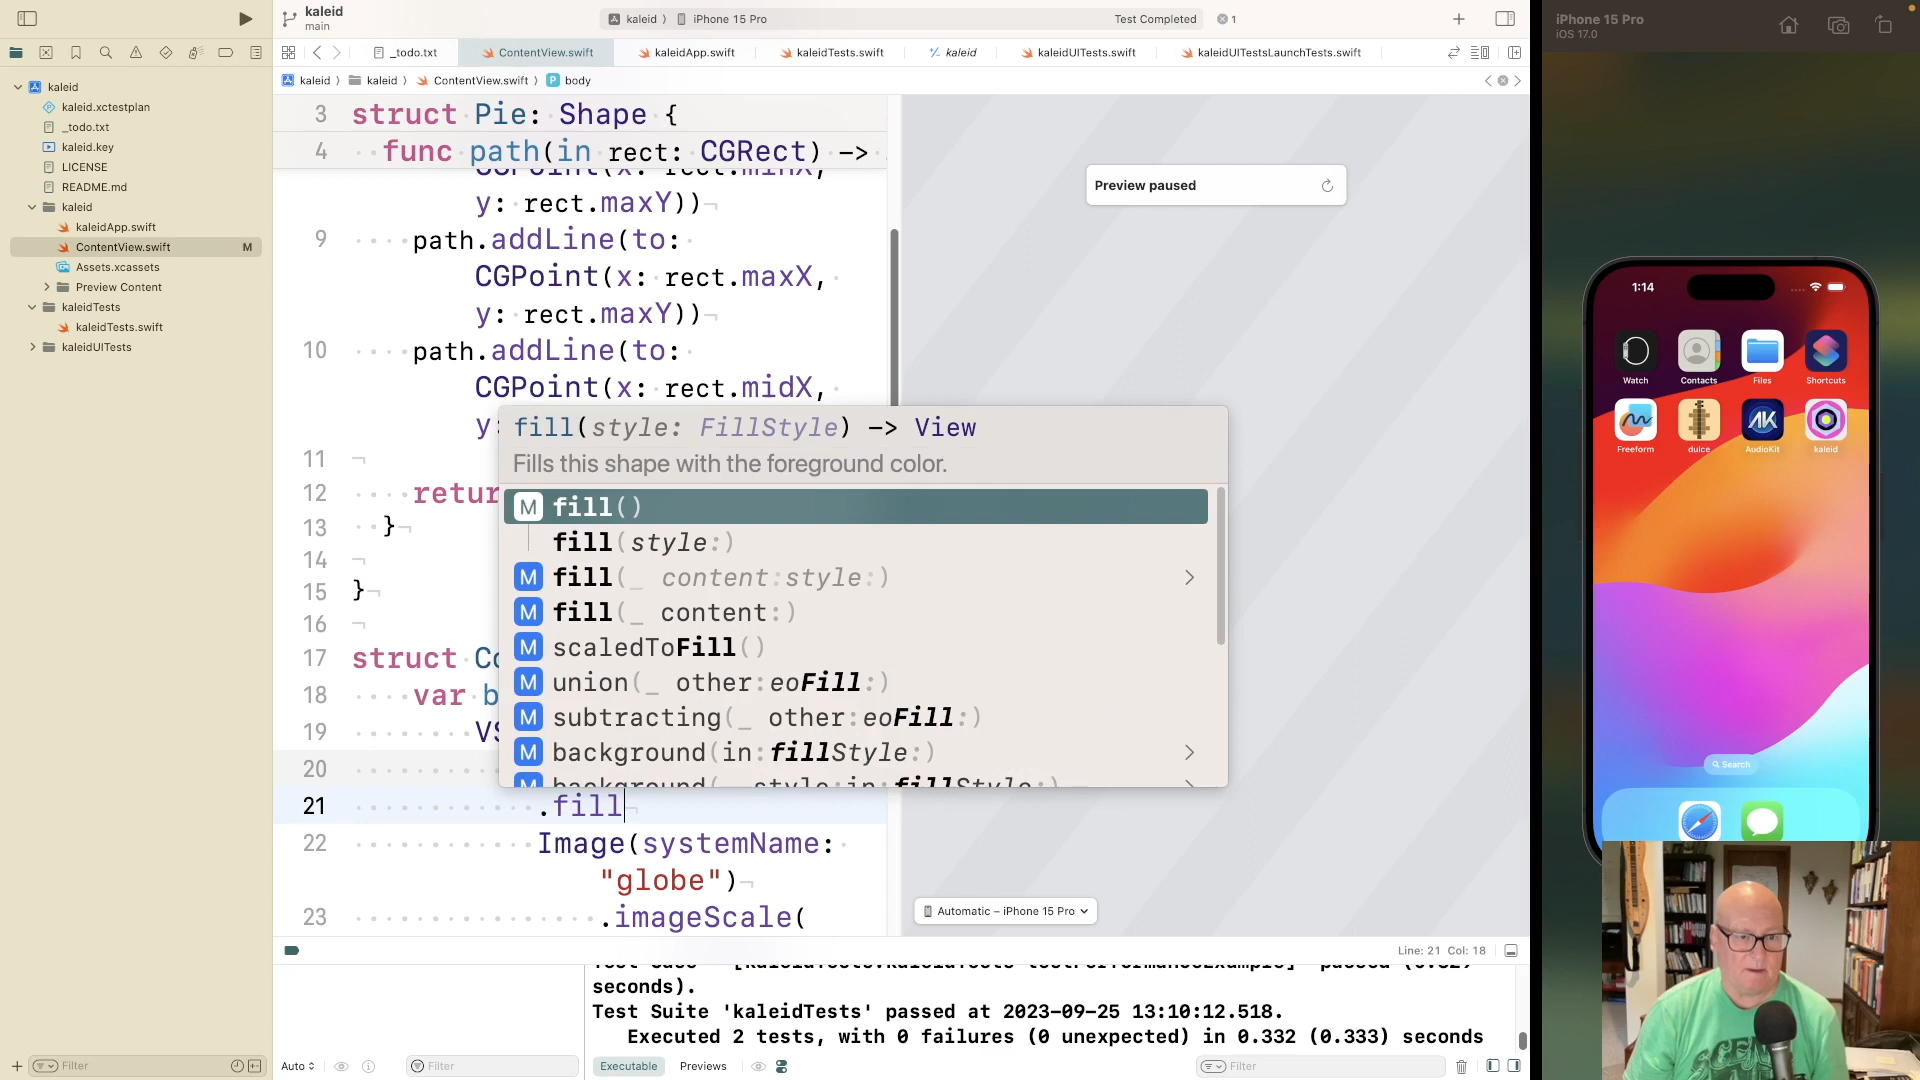 kaleid
main
kaleid
iPhone 15 Pro
Test Completed
1
iPhone 15 Pro
iOS 17.0
_todo.txt
ContentView.swift
kaleidApp.swift
kaleidTests.swift
kaleid
kaleidUITests.swift
kaleidUITestsLaunchTests.swift
kaleid
kaleid
ContentView.swift
body
kaleid
kaleid.xctestplan
_todo.txt
kaleid.key
LICENSE
README.md
kaleid
kaleidApp.swift
ContentView.swift M
Assets.xcassets
Preview Content
kaleidTests
kaleidTests.swift
kaleidUITests
3 struct Pie: Shape {
4 func path(in rect: CGRect) ->
CGPoint(x: rect.minX,
y: rect.maxY))
9 path.addLine(to:
CGPoint(x: rect.maxX,
y: rect.maxY))
10 path.addLine(to:
CGPoint(x: rect.midX,
y:
11
12 retur
13 }
14
15 }
16
17 struct Co
18 var b
19 VS
20
21 .fill
22 Image(systemName:
"globe")
23 .imageScale(
fill(style: FillStyle) -> View
Fills this shape with the foreground color.
M fill()
fill(style:)
M fill(_ content:style:)
M fill(_ content:)
M scaledToFill()
M union(_ other:eoFill:)
M subtracting(_ other:eoFill:)
M background(in:fillStyle:)
M background(_ style:in:fillStyle:)
Preview paused
Automatic – iPhone 15 Pro
Line: 21 Col: 18
seconds).
Test Suite 'kaleidTests' passed at 2023-09-25 13:10:12.518.
Executed 2 tests, with 0 failures (0 unexpected) in 0.332 (0.333) seconds
Filter
Auto
Filter
Executable
Previews
Filter
1:14
Watch
Contacts
Files
Shortcuts
Freeform
dulce
AudioKit
kaleid
Search